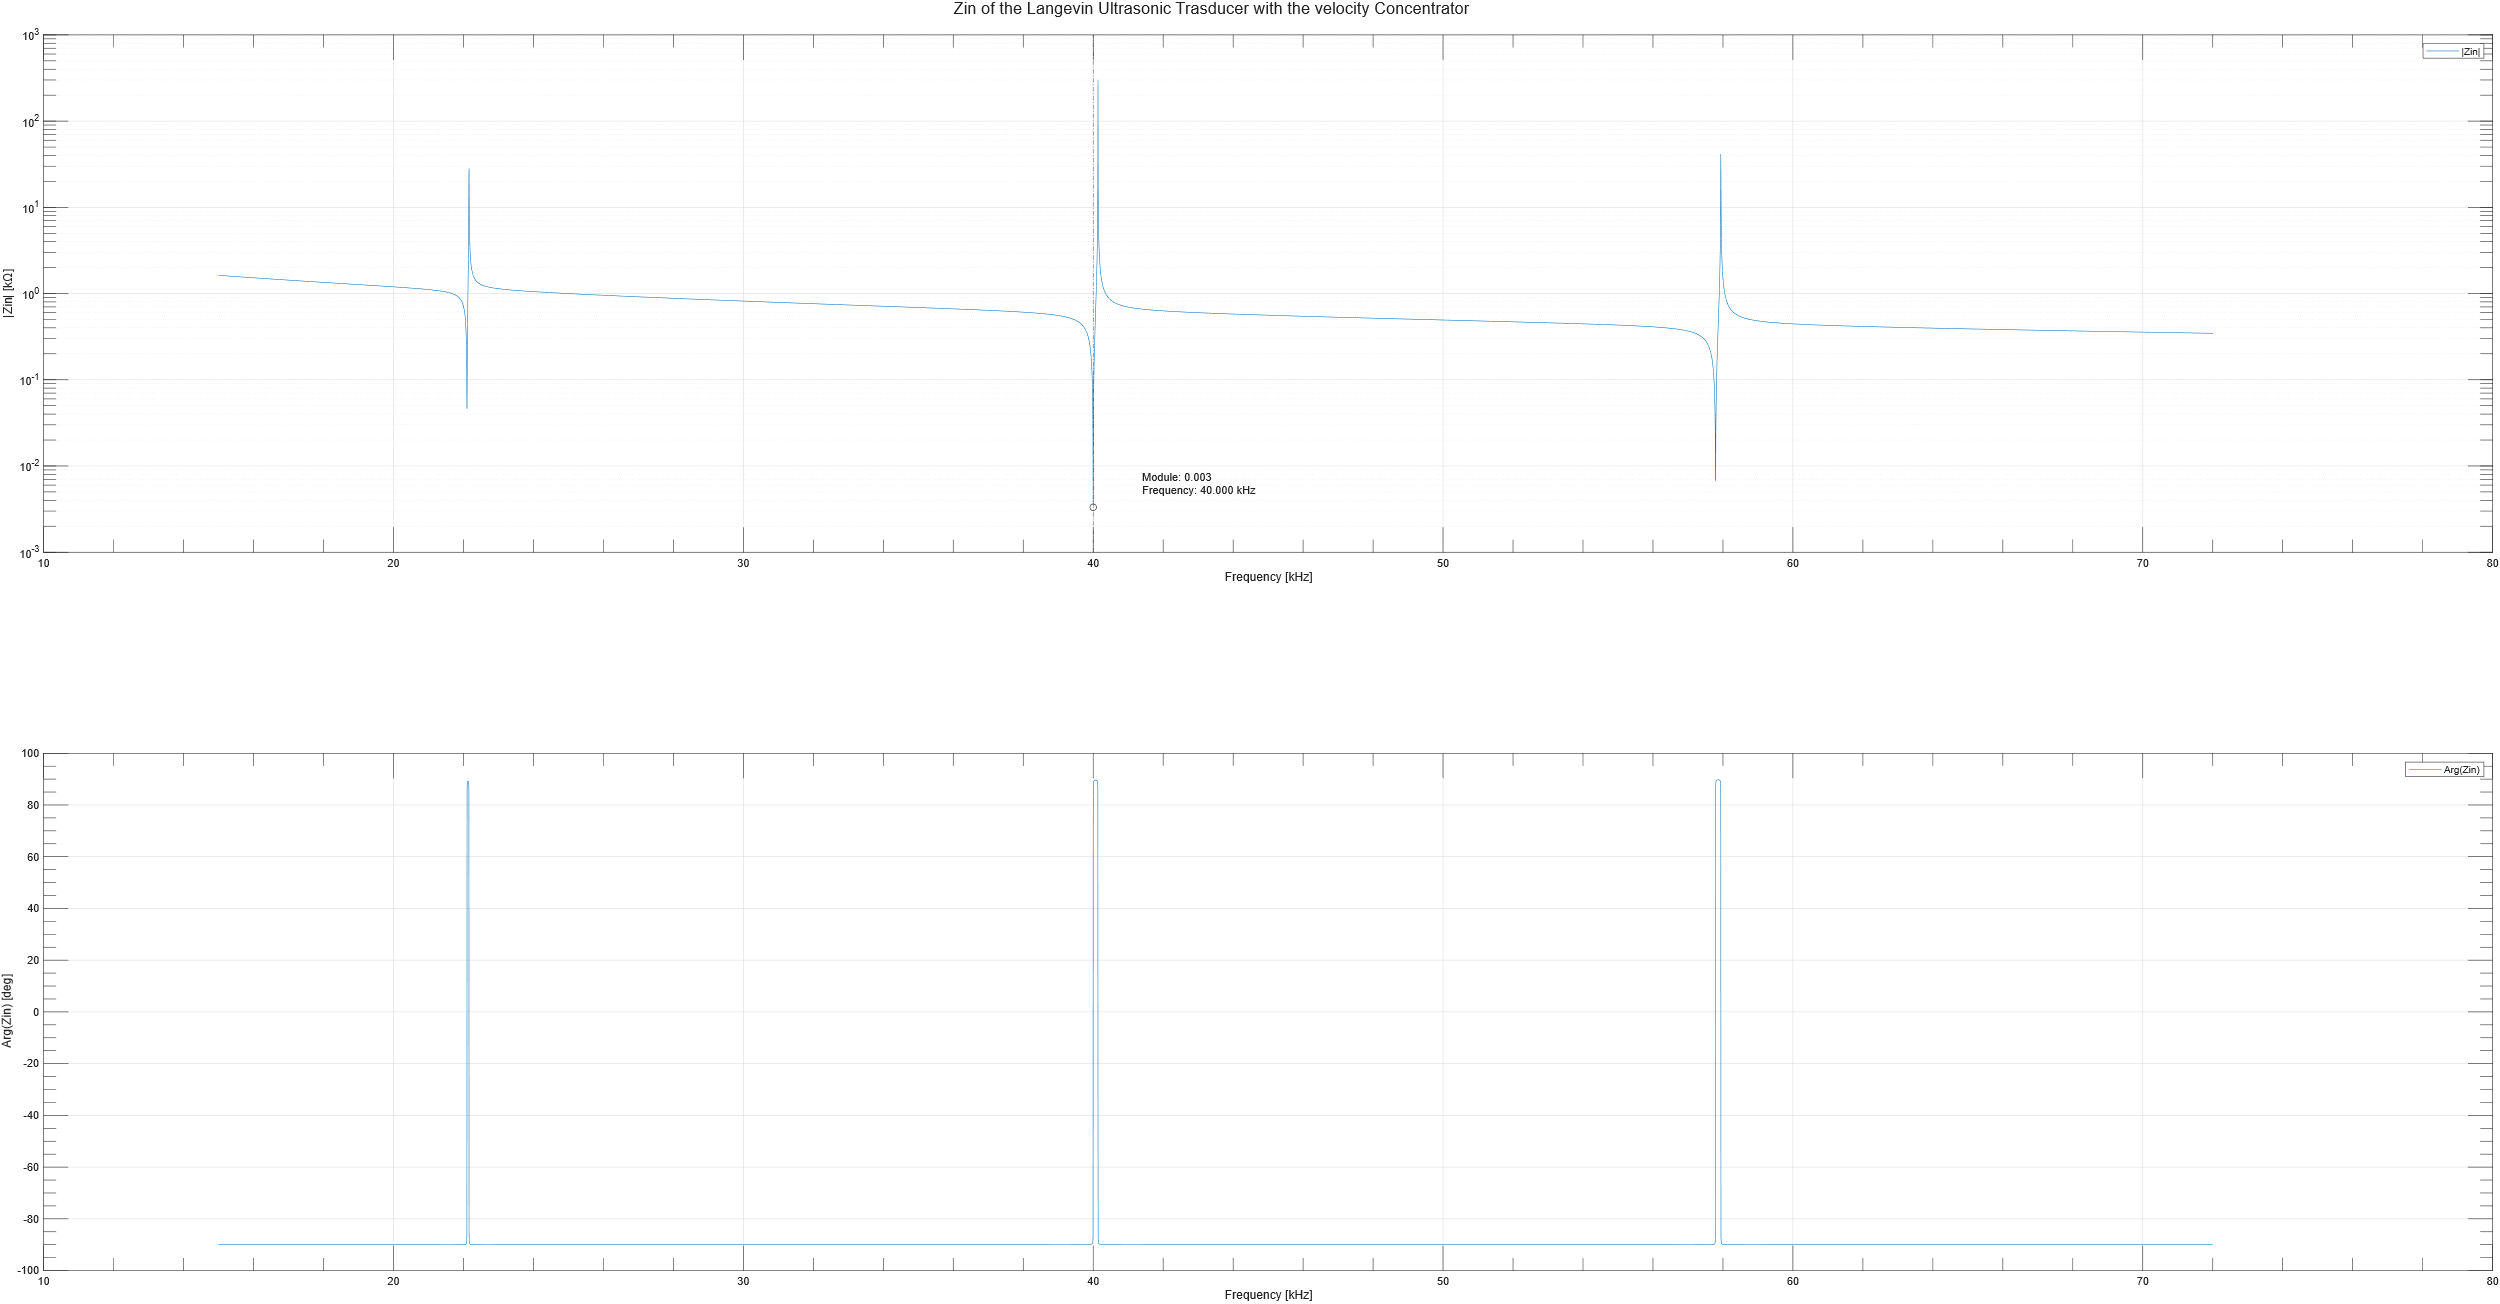 Zin of the Langevin Ultrasonic Trasducer with the velocity Concentrator
|Zin| [kΩ]
10^3
10^2
10^1
10^0
10^-1
10^-2
10^-3
|Zin|
Module: 0.003
Frequency: 40.000 kHz
10 20 30 40 50 60 70 80
Frequency [kHz]
Arg(Zin) [deg]
100
80
60
40
20
0
-20
-40
-60
-80
-100
Arg(Zin)
10 20 30 40 50 60 70 80
Frequency [kHz]